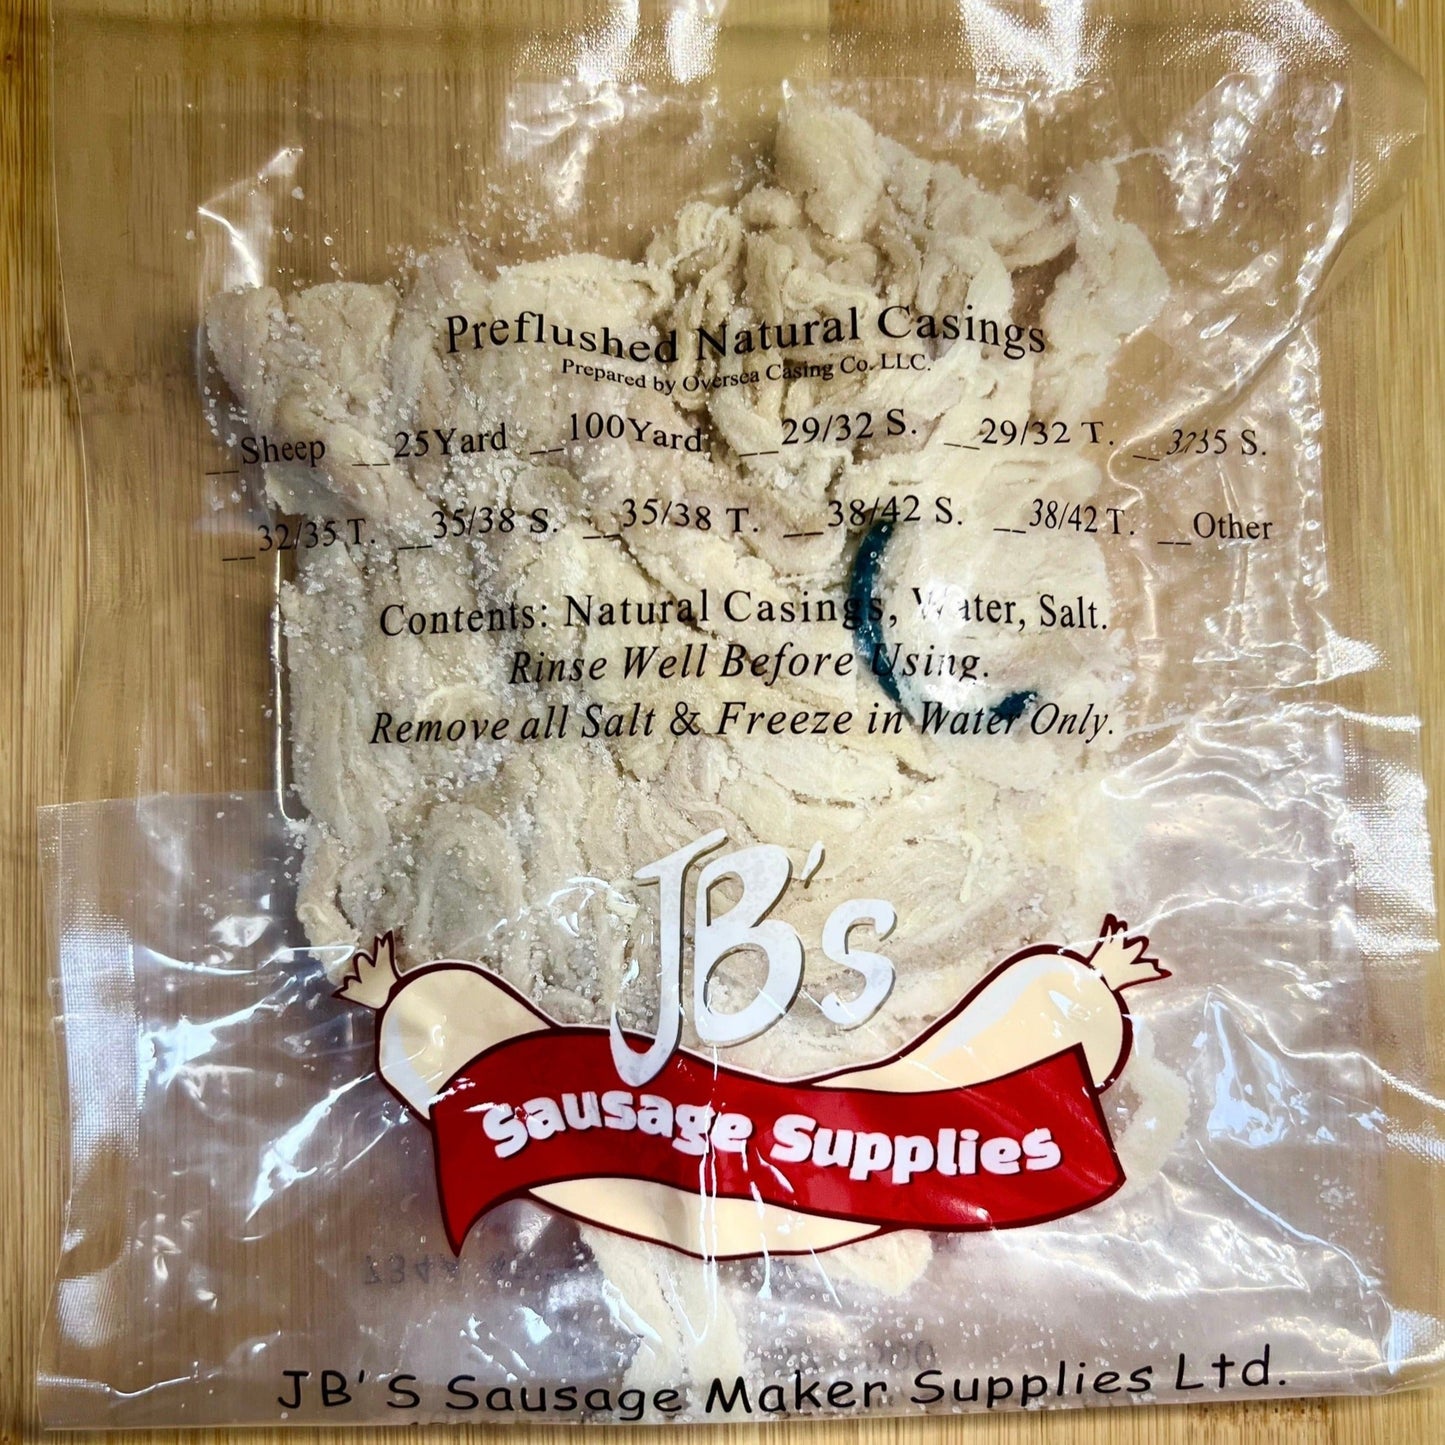 Preflushed Natural Casings
Prepared by Oversea Casing Co. LLC.
__Sheep __25Yard __100Yard __29/32 S. __29/32 T. __3235 S.
__32/35 T. __35/38 S. __35/38 T. __38/42 S. __38/42 T. __Other
Contents: Natural Casings, Water, Salt.
Rinse Well Before Using.
Remove all Salt & Freeze in Water Only.
JB's
Sausage Supplies
JB'S Sausage Maker Supplies Ltd.